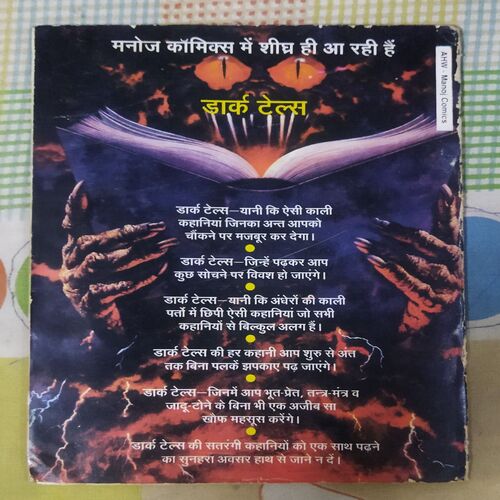 मनोज कॉमिक्स में शीघ्र ही आ रही हैं
डार्क टेल्स
AHW - Manoj Comics
डार्क टेल्स—यानी कि ऐसी काली
कहानियां जिनका अन्त आपको
चौंकने पर मजबूर कर देगा।
डार्क टेल्स—जिन्हें पढ़कर आप
कुछ सोचने पर विवश हो जाएंगे।
डार्क टेल्स—यानी कि अंधेरों की काली
पर्तो में छिपी ऐसी कहानियां जो सभी
कहानियों से बिल्कुल अलग हैं।
डार्क टेल्स की हर कहानी आप शुरु से अंत
तक बिना पलकें झपकाए पढ़ जाएंगे।
डार्क टेल्स—जिनमें आप भूत-प्रेत, तन्त्र-मंत्र व
जादू-टोने के बिना भी एक अजीब सा
खौफ महसूस करेंगे।
डार्क टेल्स की सतरंगी कहानियों को एक साथ पढ़ने
का सुनहरा अवसर हाथ से जाने न दें।